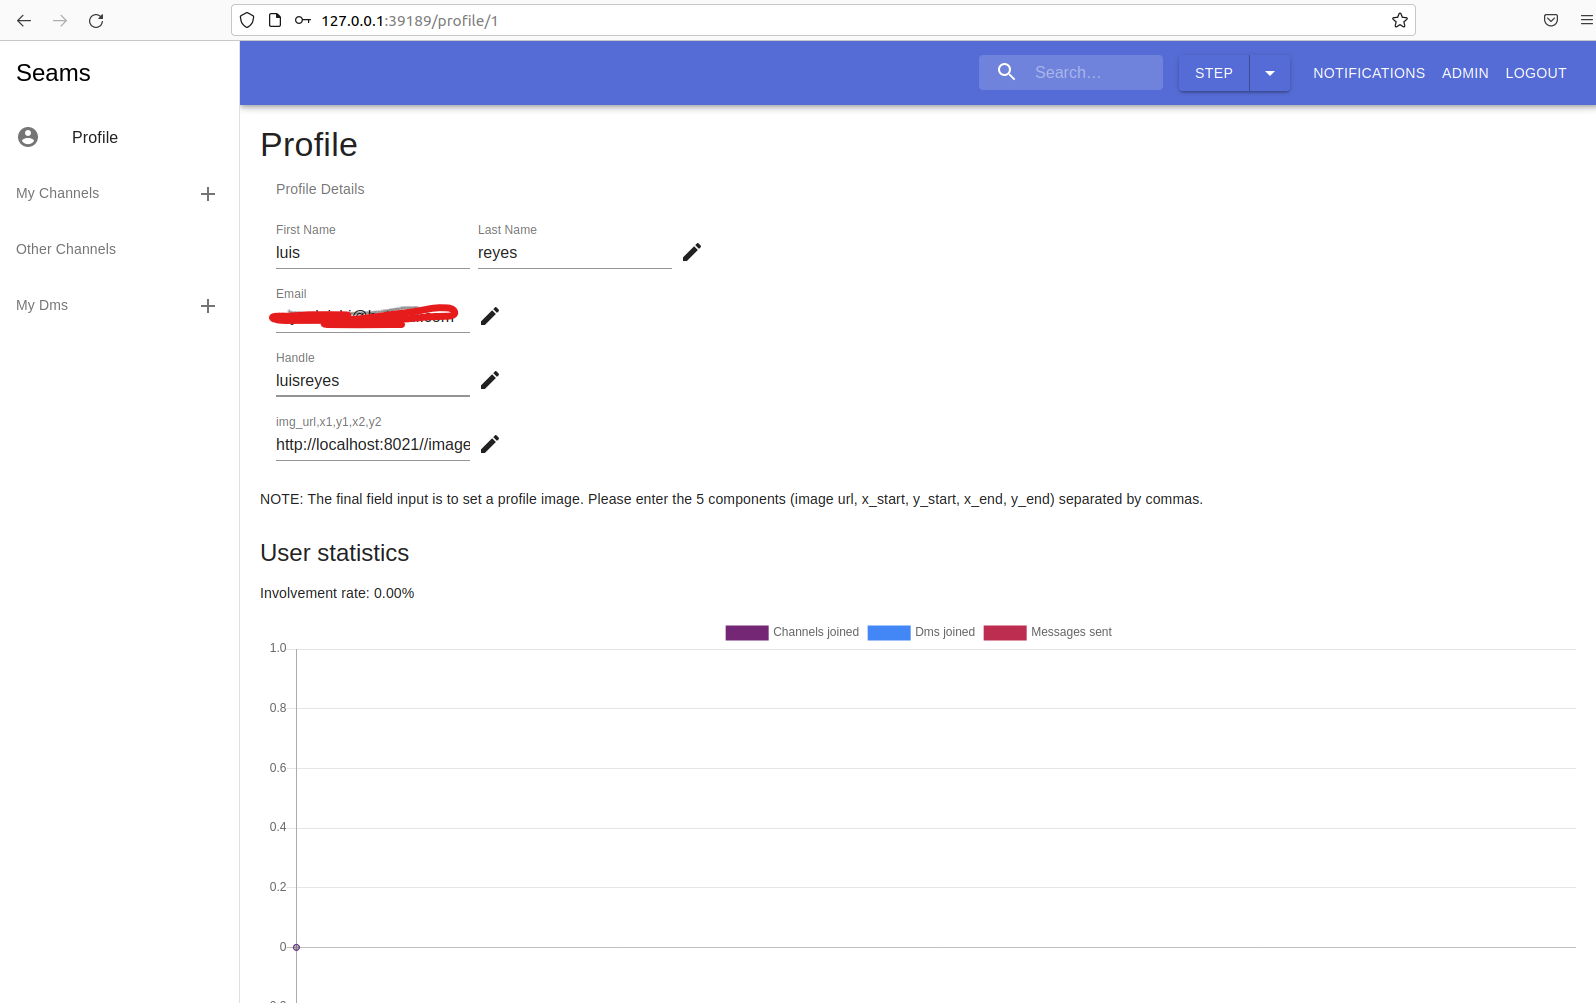 127.0.0.1:39189/profile/1
Seams
Search...
STEP
NOTIFICATIONS
ADMIN
LOGOUT
Profile
My Channels
Other Channels
My Dms
Profile
Profile Details
First Name
Last Name
luis
reyes
Email
Handle
luisreyes
img_url,x1,y1,x2,y2
http://localhost:8021//image
NOTE: The final field input is to set a profile image. Please enter the 5 components (image url, x_start, y_start, x_end, y_end) separated by commas.
User statistics
Involvement rate: 0.00%
Channels joined
Dms joined
Messages sent
1.0
0.8
0.6
0.4
0.2
0